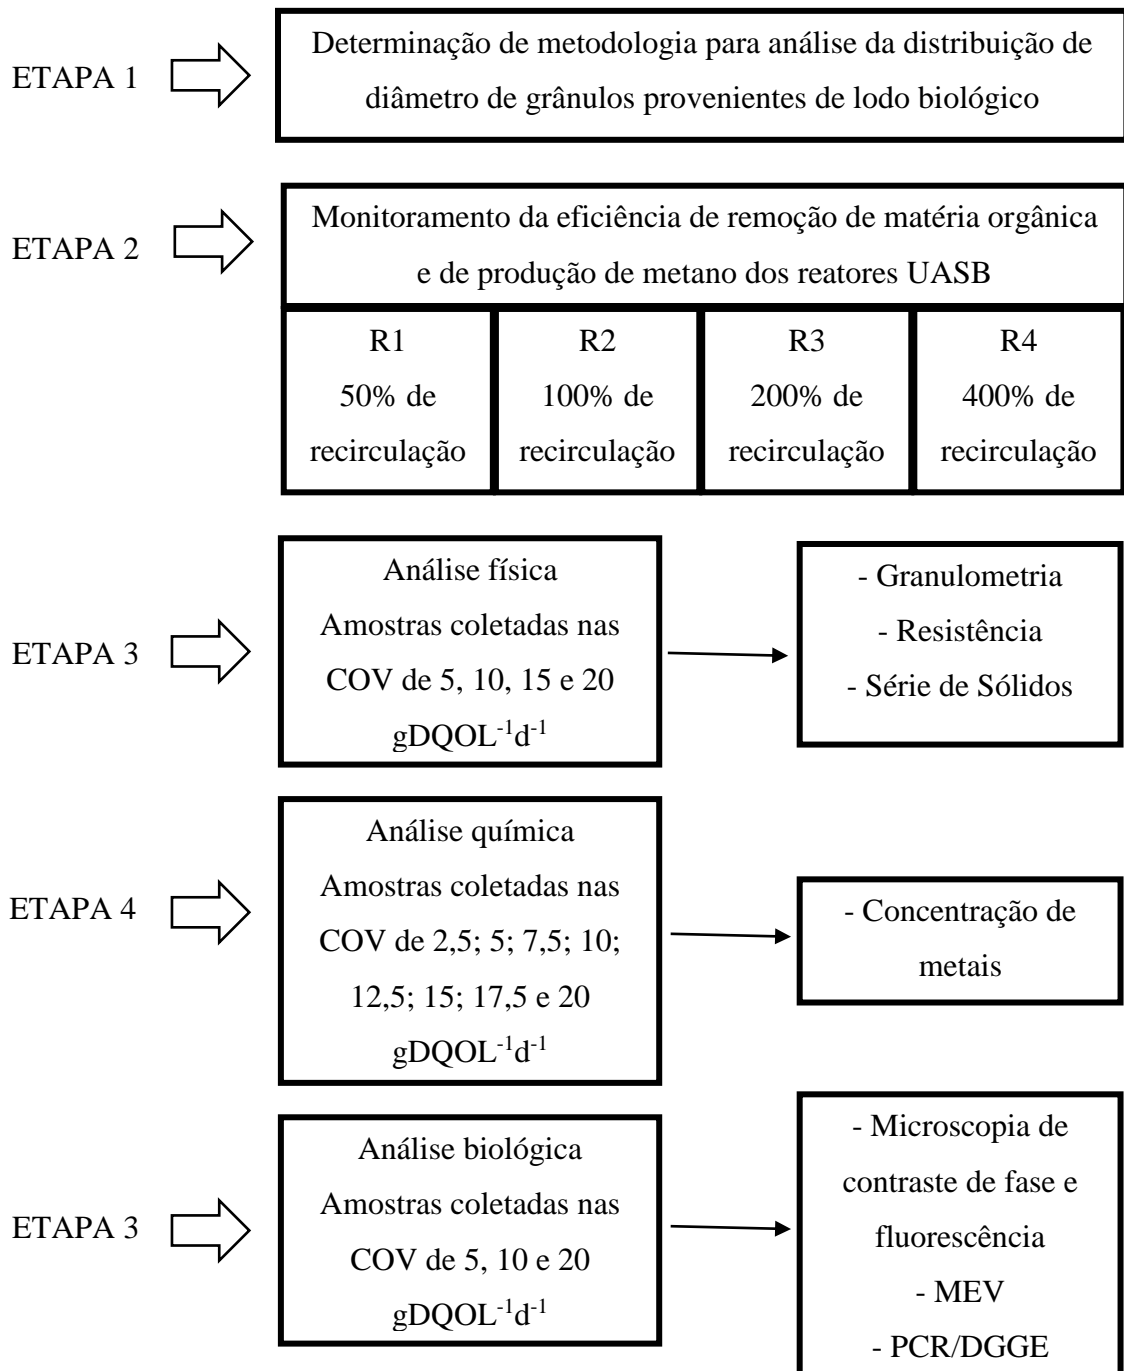 ETAPA 1
Determinação de metodologia para análise da distribuição de
diâmetro de grânulos provenientes de lodo biológico
ETAPA 2
Monitoramento da eficiência de remoção de matéria orgânica
e de produção de metano dos reatores UASB
R1
50% de
recirculação
R2
100% de
recirculação
R3
200% de
recirculação
R4
400% de
recirculação
ETAPA 3
Análise física
Amostras coletadas nas
COV de 5, 10, 15 e 20
gDQOL⁻¹d⁻¹
- Granulometria
- Resistência
- Série de Sólidos
ETAPA 4
Análise química
Amostras coletadas nas
COV de 2,5; 5; 7,5; 10;
12,5; 15; 17,5 e 20
gDQOL⁻¹d⁻¹
- Concentração de
metais
ETAPA 3
Análise biológica
Amostras coletadas nas
COV de 5, 10 e 20
gDQOL⁻¹d⁻¹
- Microscopia de
contraste de fase e
fluorescência
- MEV
- PCR/DGGE